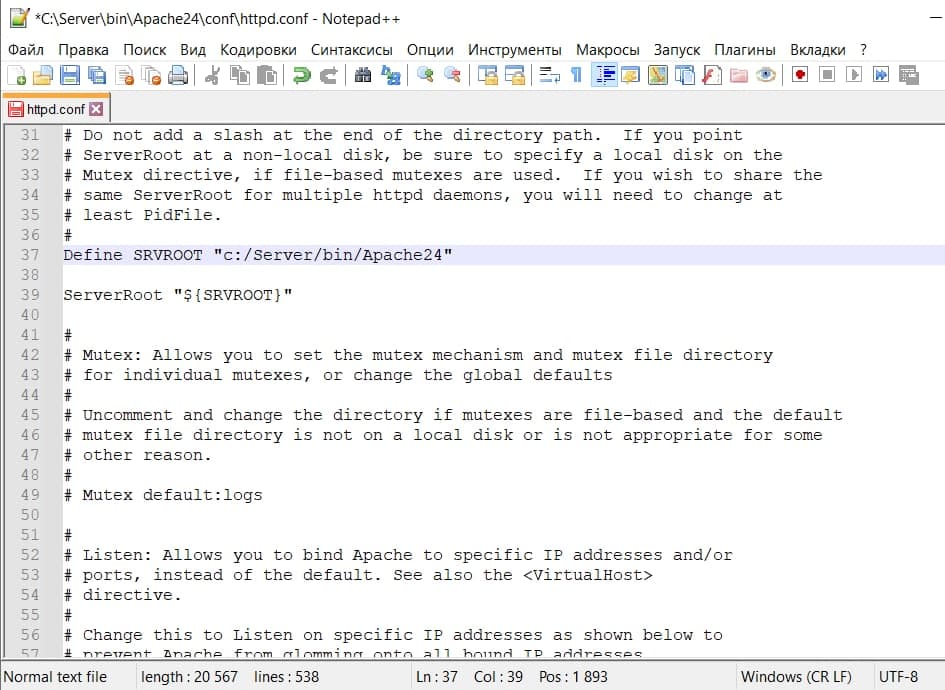 *C:\Server\bin\Apache24\conf\httpd.conf - Notepad++
Файл Правка Поиск Вид Кодировки Синтаксисы Опции Инструменты Макросы Запуск Плагины Вкладки ?
httpd.conf
31 # Do not add a slash at the end of the directory path.  If you point
32 # ServerRoot at a non-local disk, be sure to specify a local disk on the
33 # Mutex directive, if file-based mutexes are used.  If you wish to share the
34 # same ServerRoot for multiple httpd daemons, you will need to change at
35 # least PidFile.
36 #
37 Define SRVROOT "c:/Server/bin/Apache24"
38
39 ServerRoot "${SRVROOT}"
40
41 #
42 # Mutex: Allows you to set the mutex mechanism and mutex file directory
43 # for individual mutexes, or change the global defaults
44 #
45 # Uncomment and change the directory if mutexes are file-based and the default
46 # mutex file directory is not on a local disk or is not appropriate for some
47 # other reason.
48 #
49 # Mutex default:logs
50
51 #
52 # Listen: Allows you to bind Apache to specific IP addresses and/or
53 # ports, instead of the default. See also the <VirtualHost>
54 # directive.
55 #
56 # Change this to Listen on specific IP addresses as shown below to
57 # prevent Apache from glomming onto all bound IP addresses
Normal text file length : 20 567 lines : 538 Ln : 37 Col : 39 Pos : 1 893 Windows (CR LF) UTF-8